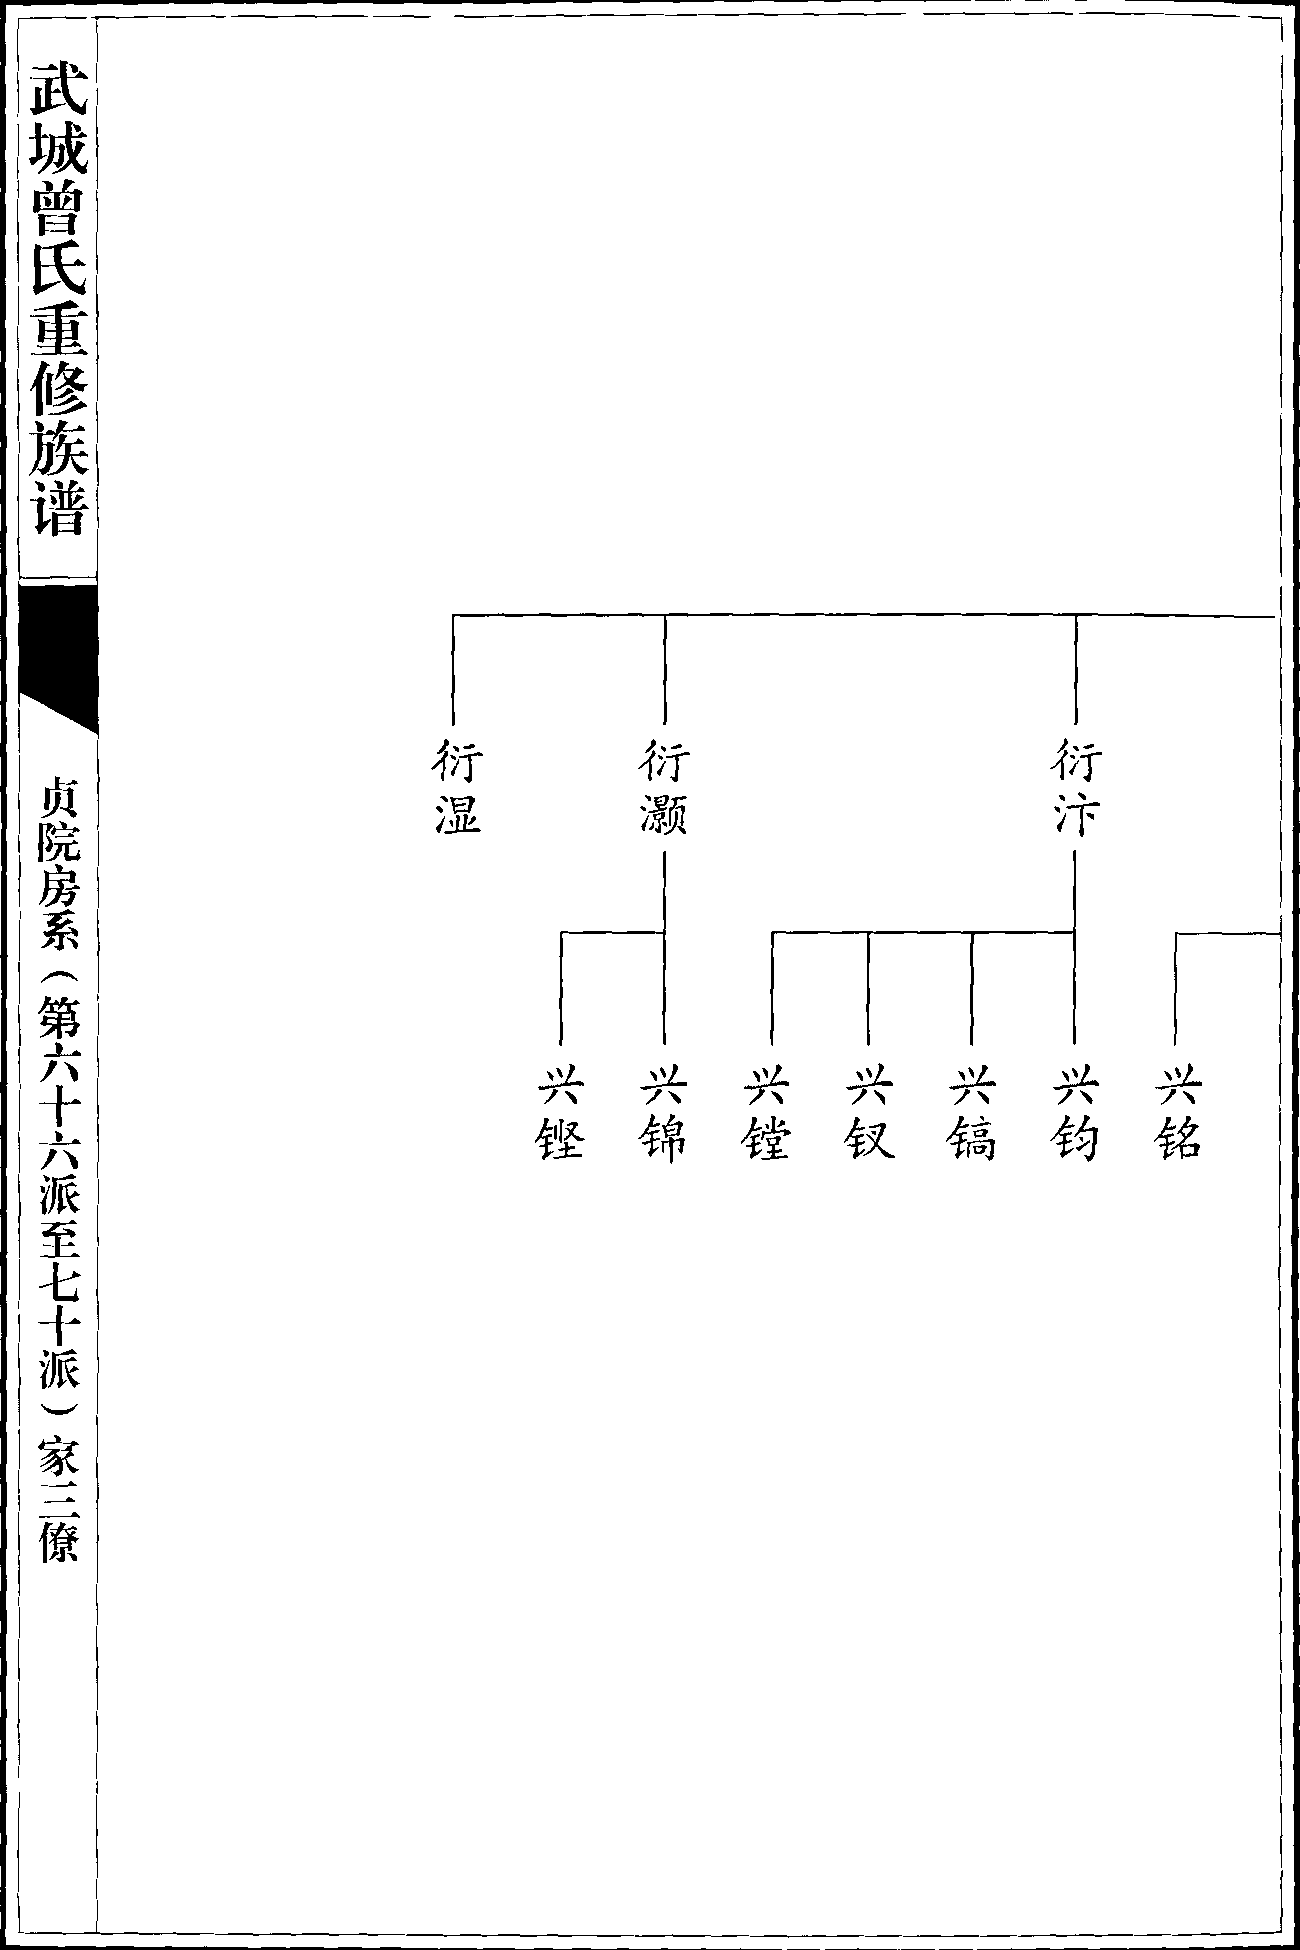 武城曾氏重修族谱
贞院房系（第六十六派至七十派）家三僚
衍汴
衍灏
衍湿
兴铭
兴钧
兴镐
兴钗
兴镗
兴锦
兴铿